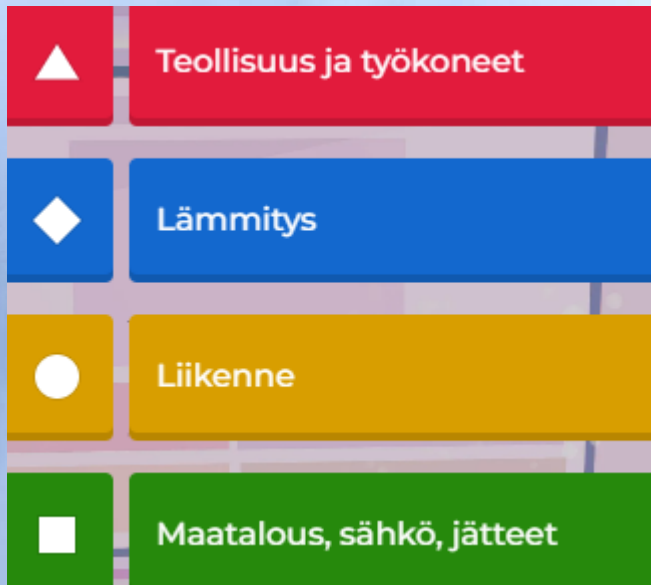 Teollisuus ja työkoneet
Lämmitys
Liikenne
Maatalous, sähkö, jätteet